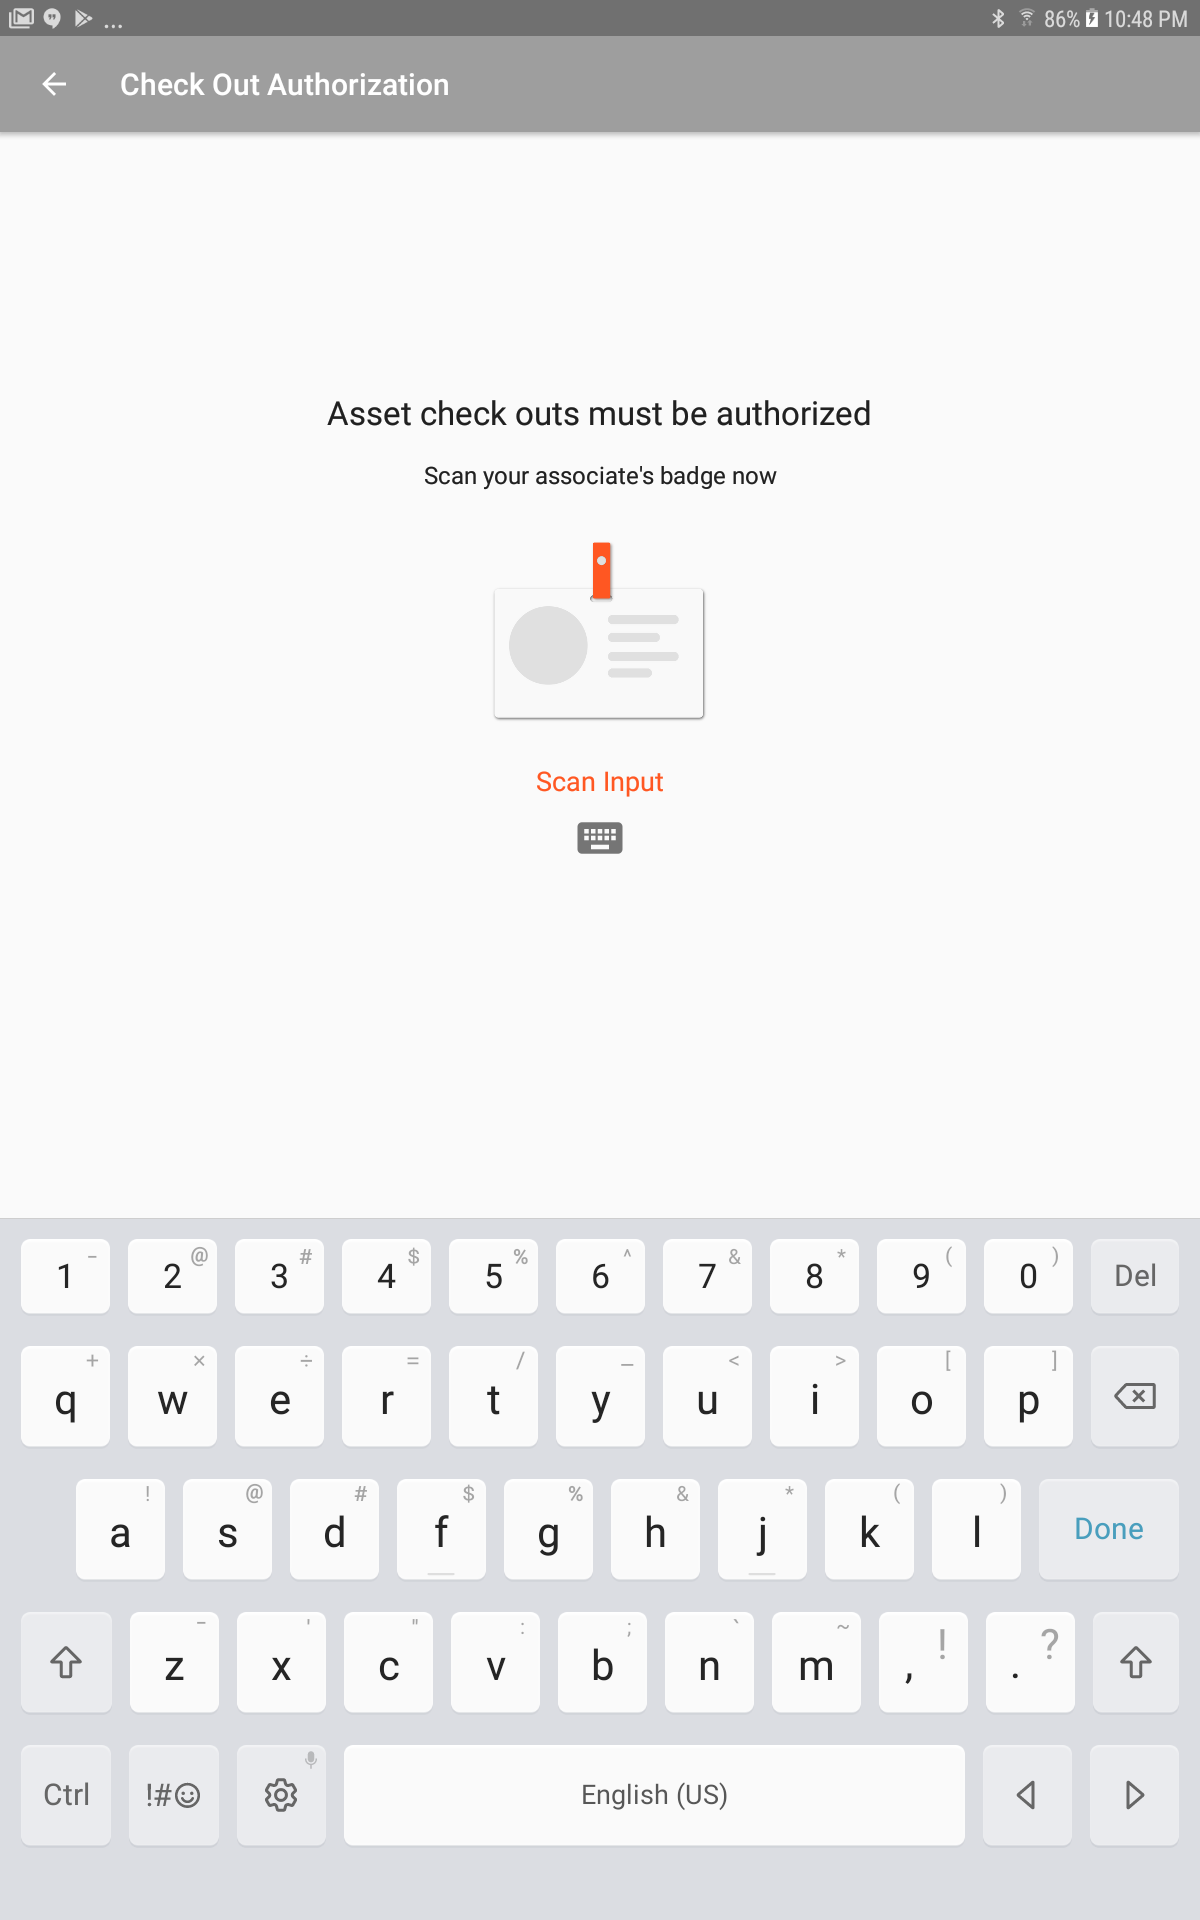 ... 86% 10:48 PM
Check Out Authorization
Asset check outs must be authorized
Scan your associate's badge now
Scan Input
1 - 2 @ 3 # 4 $ 5 % 6 ^ 7 & 8 * 9 ( 0 ) Del
q + w × e ÷ r = t / y _ u < i > o [ p ]
a ! s @ d # f $ g % h & j * k ( l ) Done
z - x ' c " v : b ; n ` m ~ , ! . ?
Ctrl !#☺ English (US)